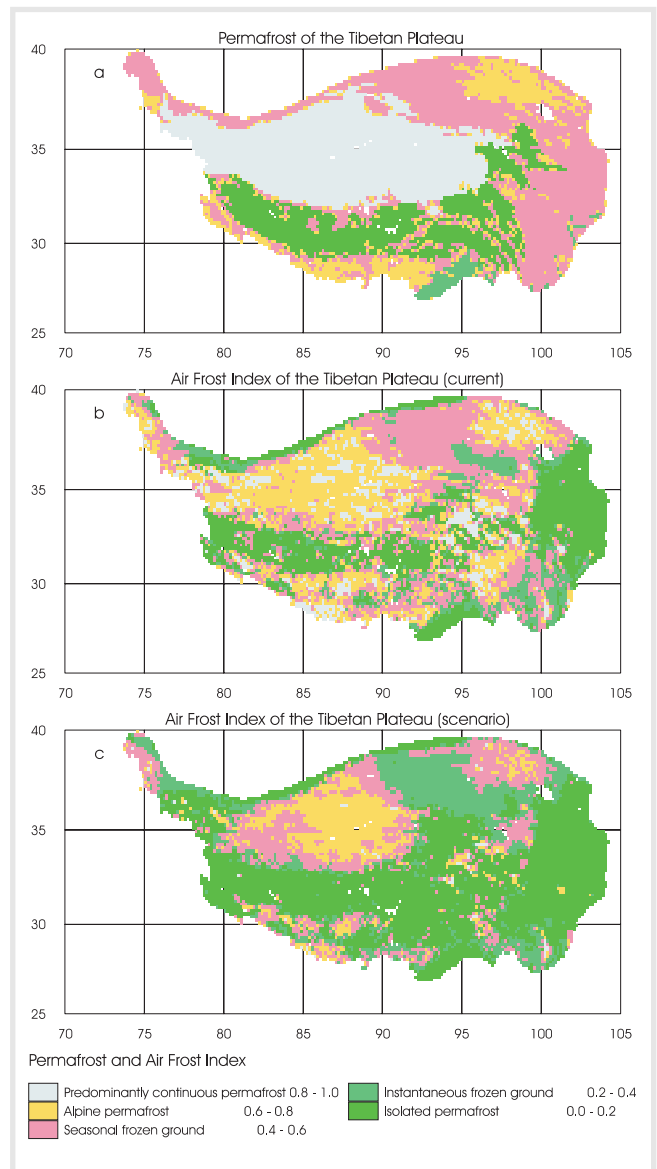 Permafrost of the Tibetan Plateau
a
40
35
30
25
70 75 80 85 90 95 100 105
Air Frost Index of the Tibetan Plateau (current)
b
40
35
30
25
70 75 80 85 90 95 100 105
Air Frost Index of the Tibetan Plateau (scenario)
c
40
35
30
25
70 75 80 85 90 95 100 105
Permafrost and Air Frost Index
Predominantly continuous permafrost 0.8 - 1.0
Alpine permafrost 0.6 - 0.8
Seasonal frozen ground 0.4 - 0.6
Instantaneous frozen ground 0.2 - 0.4
Isolated permafrost 0.0 - 0.2